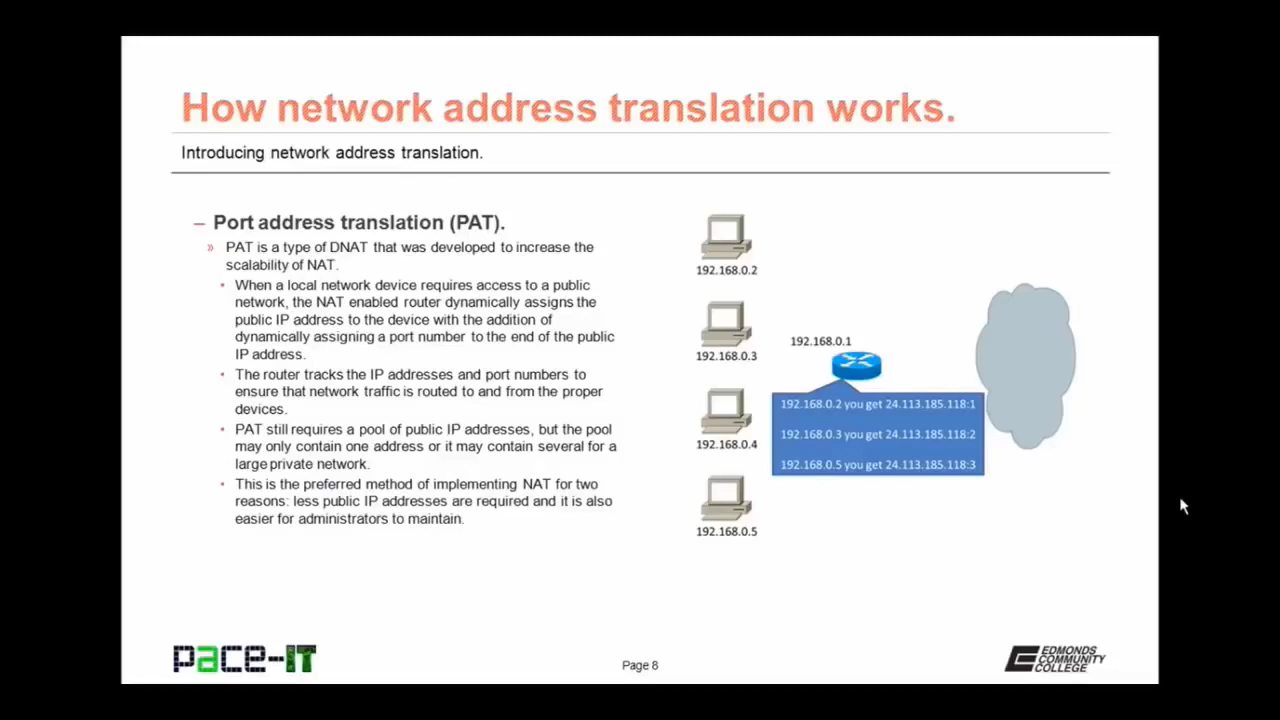 How network address translation works.
Introducing network address translation.
– Port address translation (PAT).
» PAT is a type of DNAT that was developed to increase the
scalability of NAT.
• When a local network device requires access to a public
network, the NAT enabled router dynamically assigns the
public IP address to the device with the addition of
dynamically assigning a port number to the end of the public
IP address.
• The router tracks the IP addresses and port numbers to
ensure that network traffic is routed to and from the proper
devices.
• PAT still requires a pool of public IP addresses, but the pool
may only contain one address or it may contain several for a
large private network.
• This is the preferred method of implementing NAT for two
reasons: less public IP addresses are required and it is also
easier for administrators to maintain.
192.168.0.2
192.168.0.3
192.168.0.4
192.168.0.5
192.168.0.1
192.168.0.2 you get 24.113.185.118:1
192.168.0.3 you get 24.113.185.118:2
192.168.0.5 you get 24.113.185.118:3
pace-IT
Page 8
EDMONDS
COMMUNITY
COLLEGE